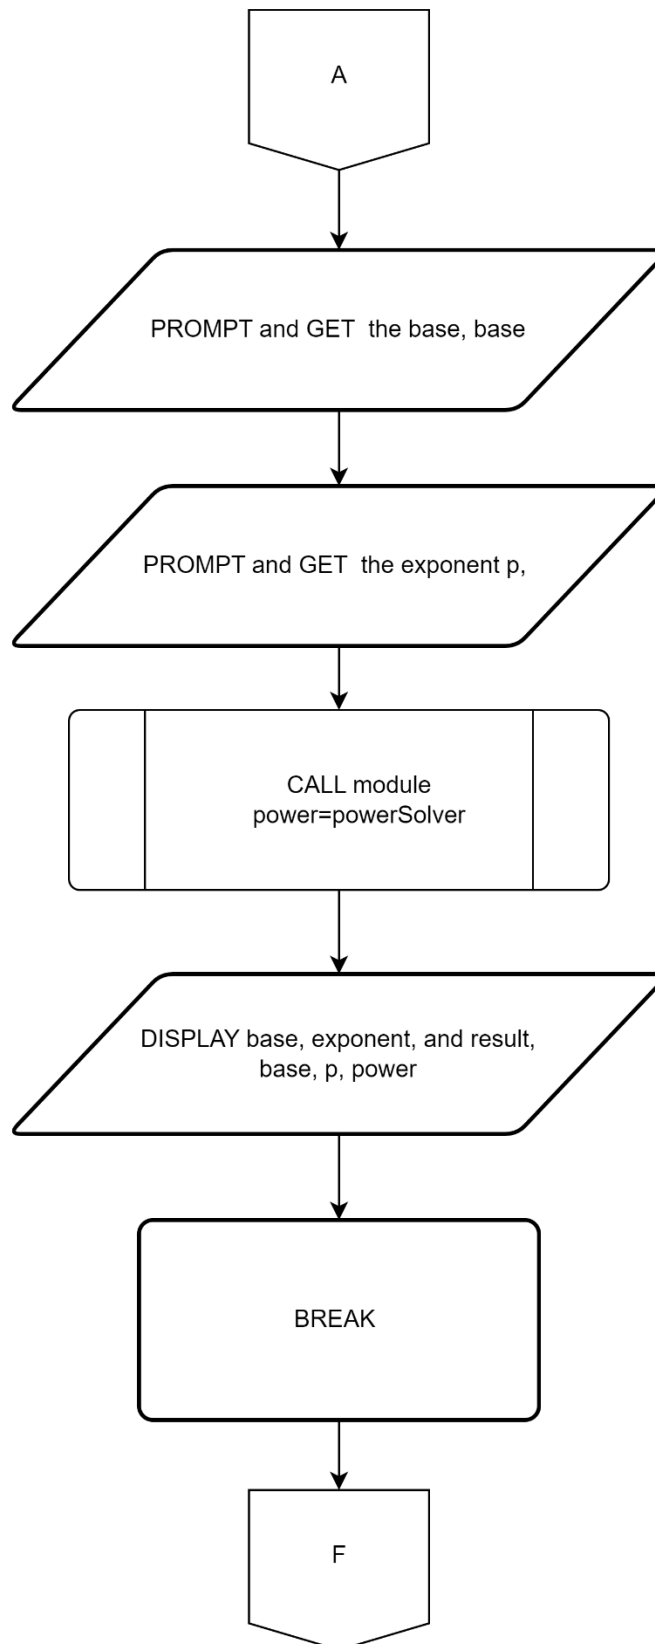 A
PROMPT and GET  the base, base
PROMPT and GET  the exponent p,
CALL module
power=powerSolver
DISPLAY base, exponent, and result,
base, p, power
BREAK
F